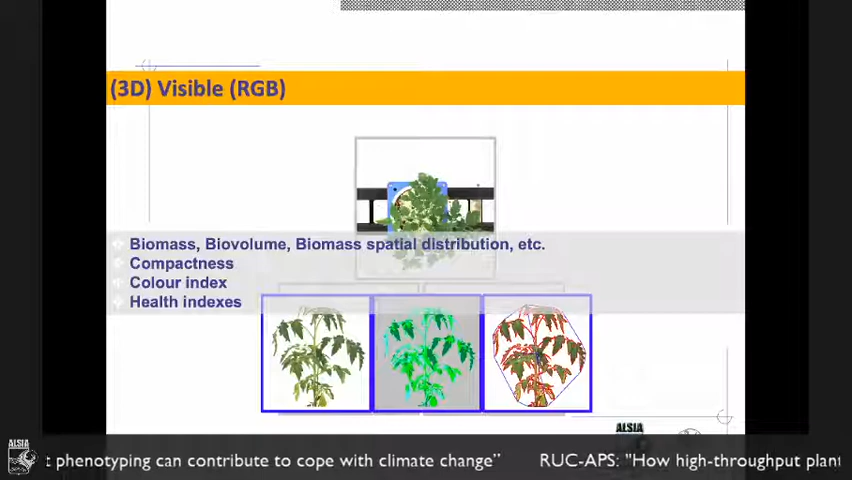 (3D) Visible (RGB)
Biomass, Biovolume, Biomass spatial distribution, etc.
Compactness
Colour index
Health indexes
ALSIA
ALSIA
t phenotyping can contribute to cope with climate change” RUC-APS: "How high-throughput plant